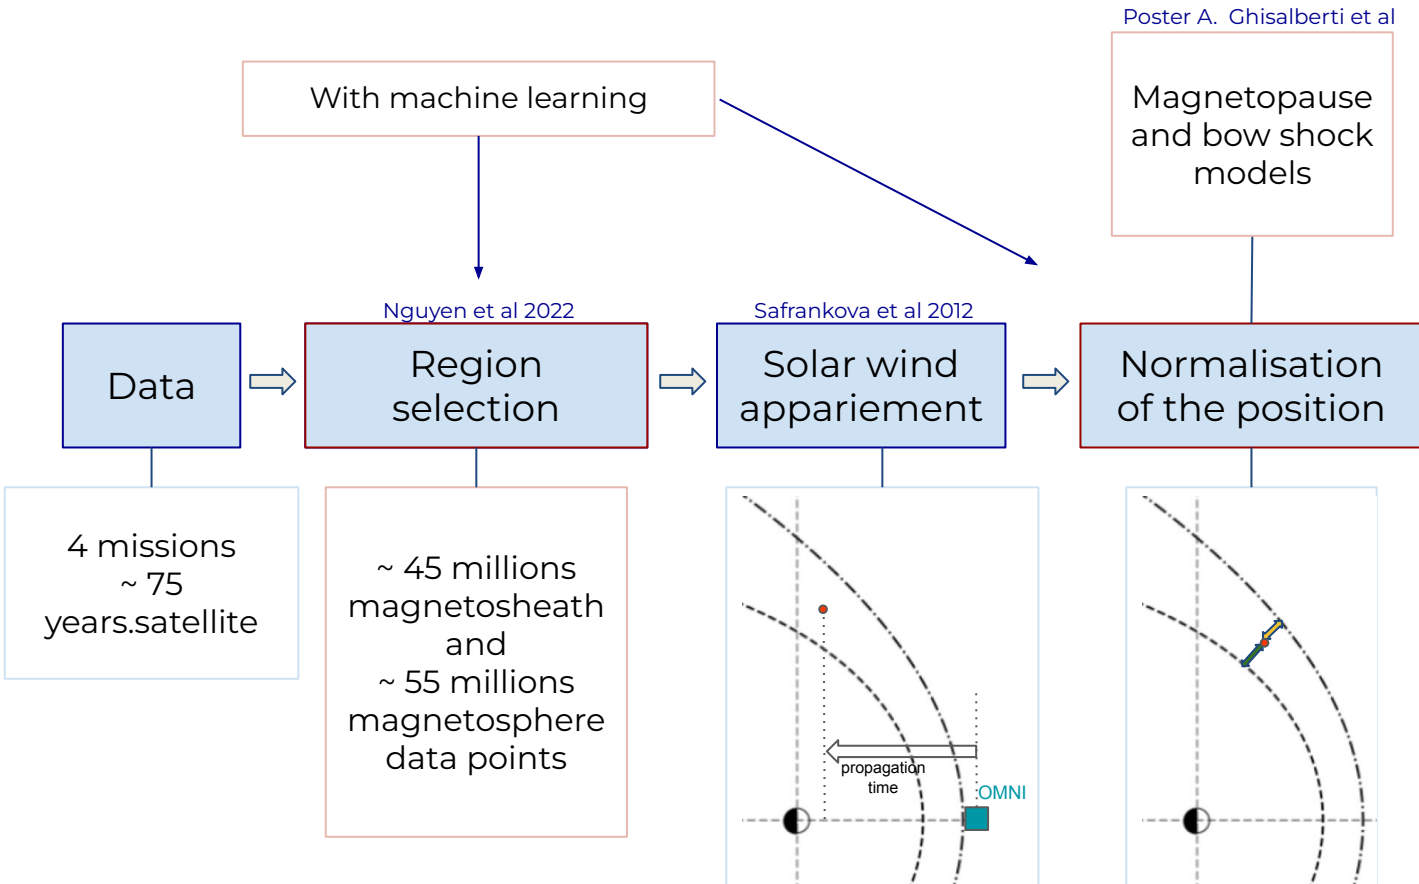 Poster A. Ghisalberti et al
With machine learning
Magnetopause
and bow shock
models
Nguyen et al 2022
Safrankova et al 2012
Data
Region
selection
Solar wind
appariement
Normalisation
of the position
4 missions
~ 75
years.satellite
~ 45 millions
magnetosheath
and
~ 55 millions
magnetosphere
data points
propagation
time
OMNI